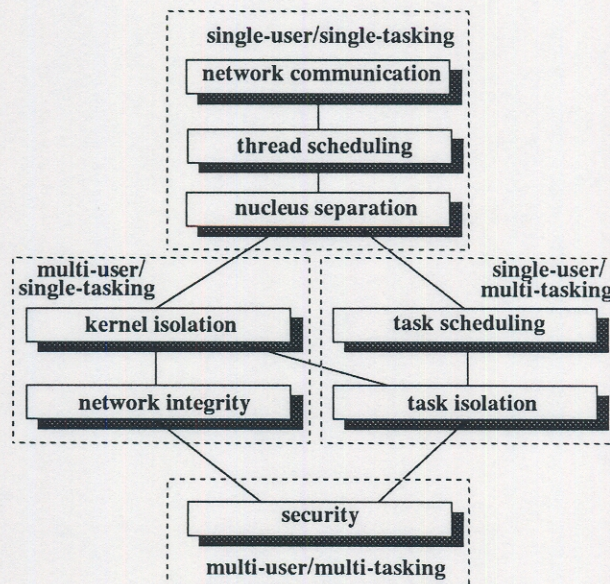 single-user/single-tasking
network communication
thread scheduling
nucleus separation
multi-user/
single-tasking
kernel isolation
network integrity
single-user/
multi-tasking
task scheduling
task isolation
security
multi-user/multi-tasking